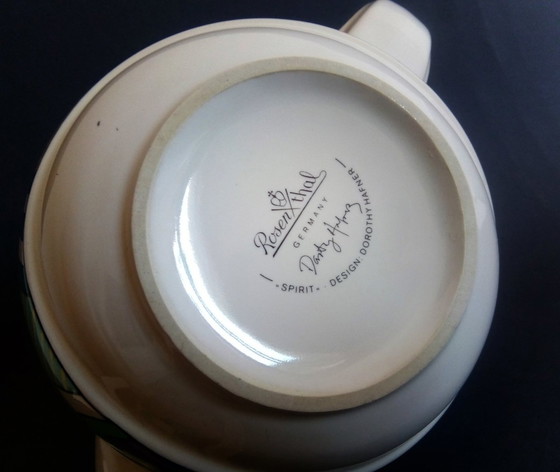 Rosenthal
GERMANY
Dorothy Hafner
-SPIRIT- DESIGN: DOROTHY HAFNER